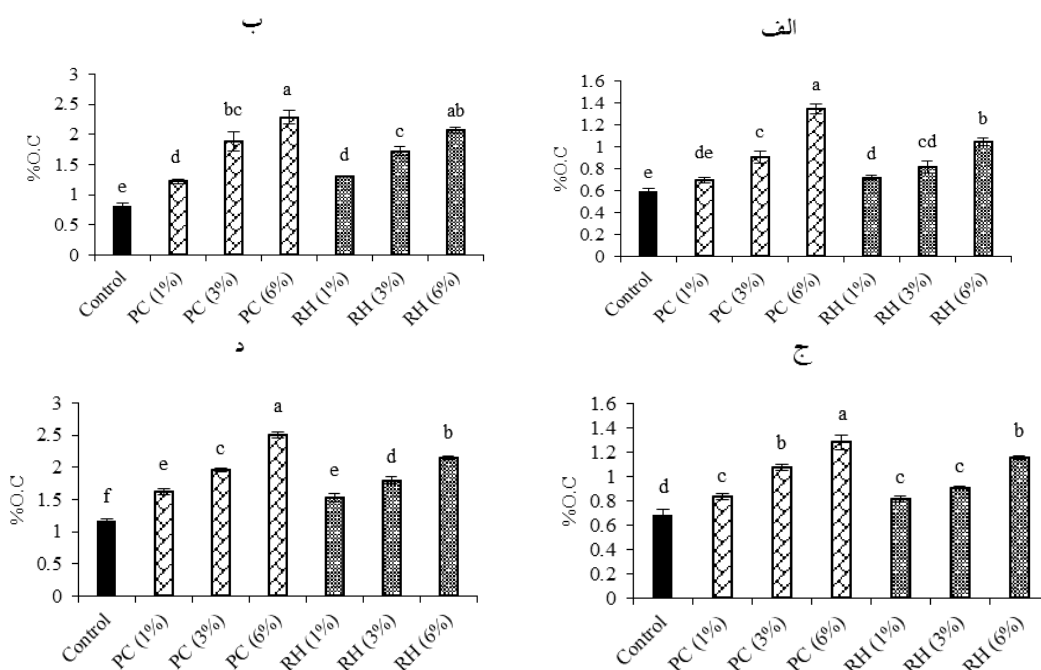 الف
%O.C
1.6
1.4
1.2
1
0.8
0.6
0.4
0.2
0
e
de
c
a
d
cd
b
Control
PC (1%)
PC (3%)
PC (6%)
RH (1%)
RH (3%)
RH (6%)
ب
%O.C
3
2.5
2
1.5
1
0.5
0
e
d
bc
a
d
c
ab
Control
PC (1%)
PC (3%)
PC (6%)
RH (1%)
RH (3%)
RH (6%)
ج
%O.C
1.6
1.4
1.2
1
0.8
0.6
0.4
0.2
0
d
c
b
a
c
c
b
Control
PC (1%)
PC (3%)
PC (6%)
RH (1%)
RH (3%)
RH (6%)
د
%O.C
3
2.5
2
1.5
1
0.5
0
f
e
c
a
e
d
b
Control
PC (1%)
PC (3%)
PC (6%)
RH (1%)
RH (3%)
RH (6%)